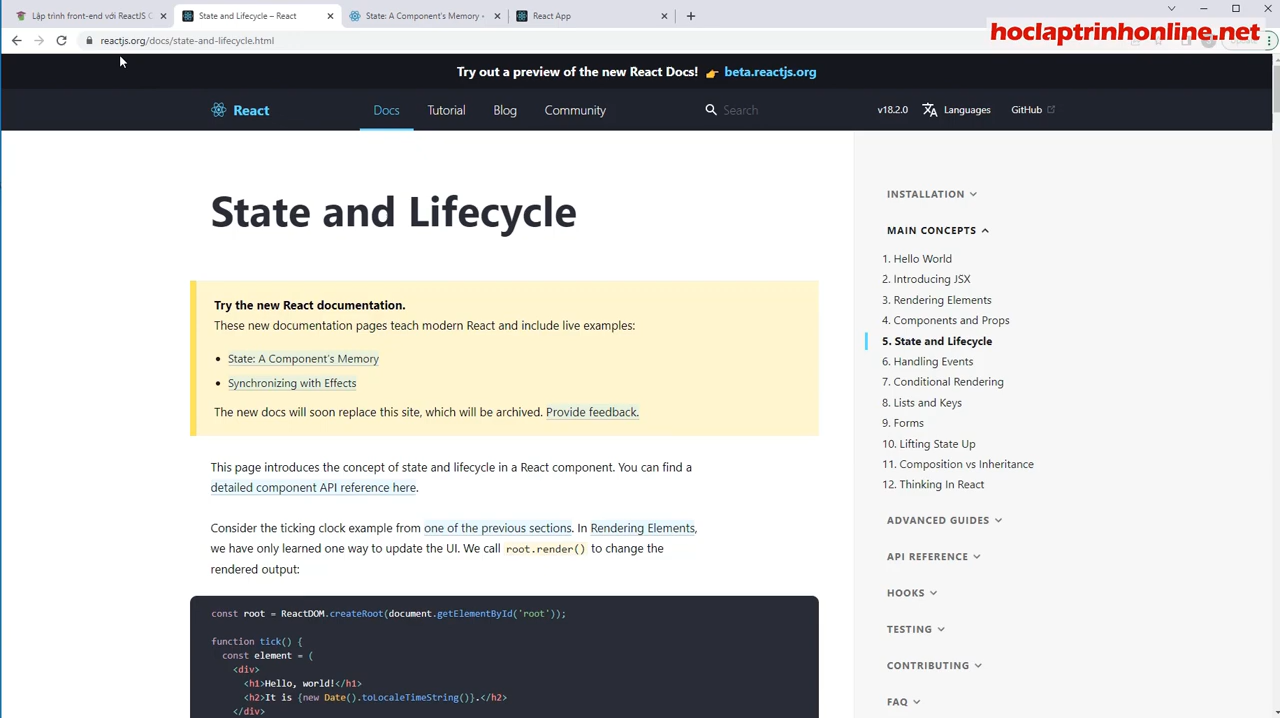 Lập trình front-end với ReactJS C
State and Lifecycle – React
State: A Component's Memory -
React App
reactjs.org/docs/state-and-lifecycle.html
hoclaptrinhonline.net
Try out a preview of the new React Docs! 👉 beta.reactjs.org
React
Docs
Tutorial
Blog
Community
Search
v18.2.0
Languages
GitHub
State and Lifecycle
Try the new React documentation.
These new documentation pages teach modern React and include live examples:
• State: A Component's Memory
• Synchronizing with Effects
The new docs will soon replace this site, which will be archived. Provide feedback.
This page introduces the concept of state and lifecycle in a React component. You can find a
detailed component API reference here.
Consider the ticking clock example from one of the previous sections. In Rendering Elements,
we have only learned one way to update the UI. We call root.render() to change the
rendered output:
const root = ReactDOM.createRoot(document.getElementById('root'));
function tick() {
const element = (
<div>
<h1>Hello, world!</h1>
<h2>It is {new Date().toLocaleTimeString()}.</h2>
</div>
INSTALLATION
MAIN CONCEPTS
1. Hello World
2. Introducing JSX
3. Rendering Elements
4. Components and Props
5. State and Lifecycle
6. Handling Events
7. Conditional Rendering
8. Lists and Keys
9. Forms
10. Lifting State Up
11. Composition vs Inheritance
12. Thinking In React
ADVANCED GUIDES
API REFERENCE
HOOKS
TESTING
CONTRIBUTING
FAQ